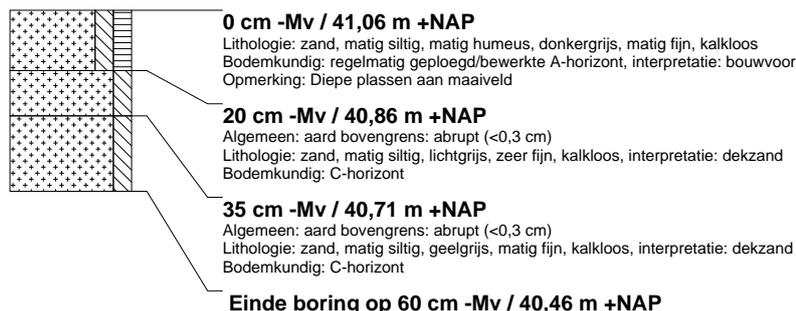 0 cm -Mv / 41,06 m +NAP
Lithologie: zand, matig siltig, matig humeus, donkergrijs, matig fijn, kalkloos
Bodemkundig: regelmatig geploegd/bewerkte A-horizont, interpretatie: bouwvoor
Opmerking: Diepe plassen aan maaiveld
20 cm -Mv / 40,86 m +NAP
Algemeen: aard bovengrens: abrupt (<0,3 cm)
Lithologie: zand, matig siltig, lichtgrijs, zeer fijn, kalkloos, interpretatie: dekzand
Bodemkundig: C-horizont
35 cm -Mv / 40,71 m +NAP
Algemeen: aard bovengrens: abrupt (<0,3 cm)
Lithologie: zand, matig siltig, geelgrijs, matig fijn, kalkloos, interpretatie: dekzand
Bodemkundig: C-horizont
Einde boring op 60 cm -Mv / 40,46 m +NAP